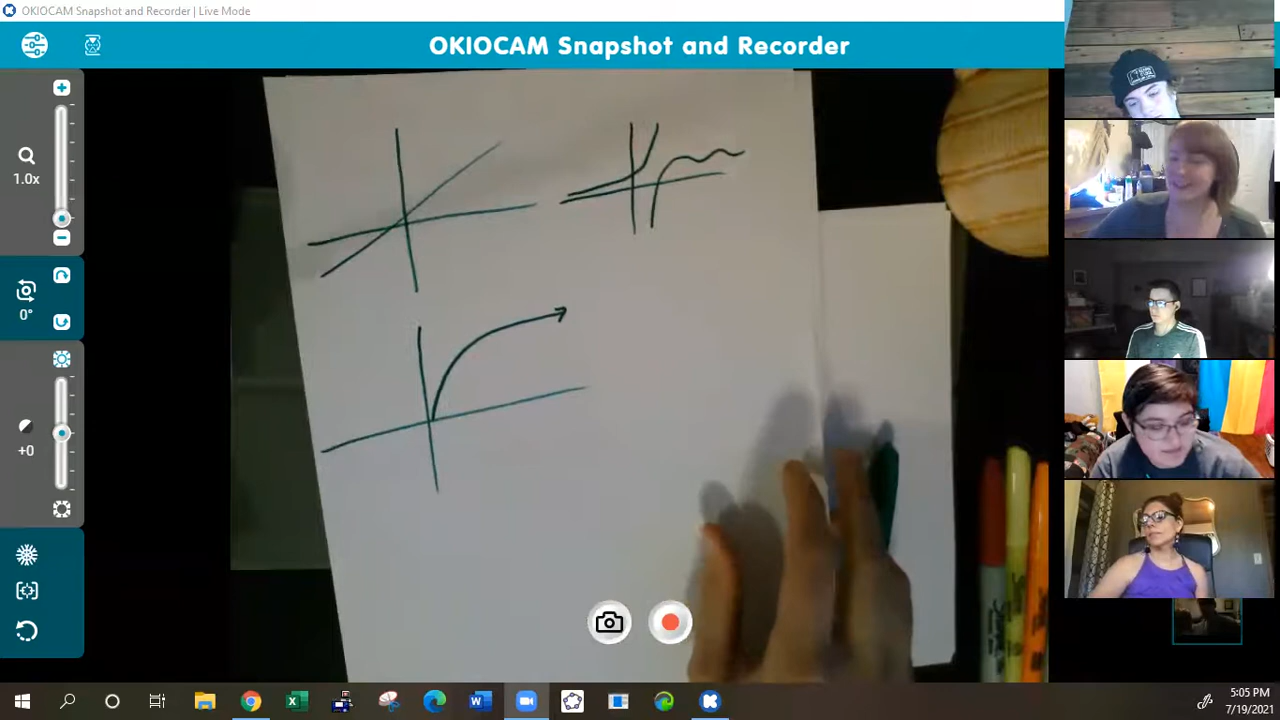 OKIOCAM Snapshot and Recorder | Live Mode
OKIOCAM Snapshot and Recorder
1.0x
0°
+0
5:05 PM
7/19/2021